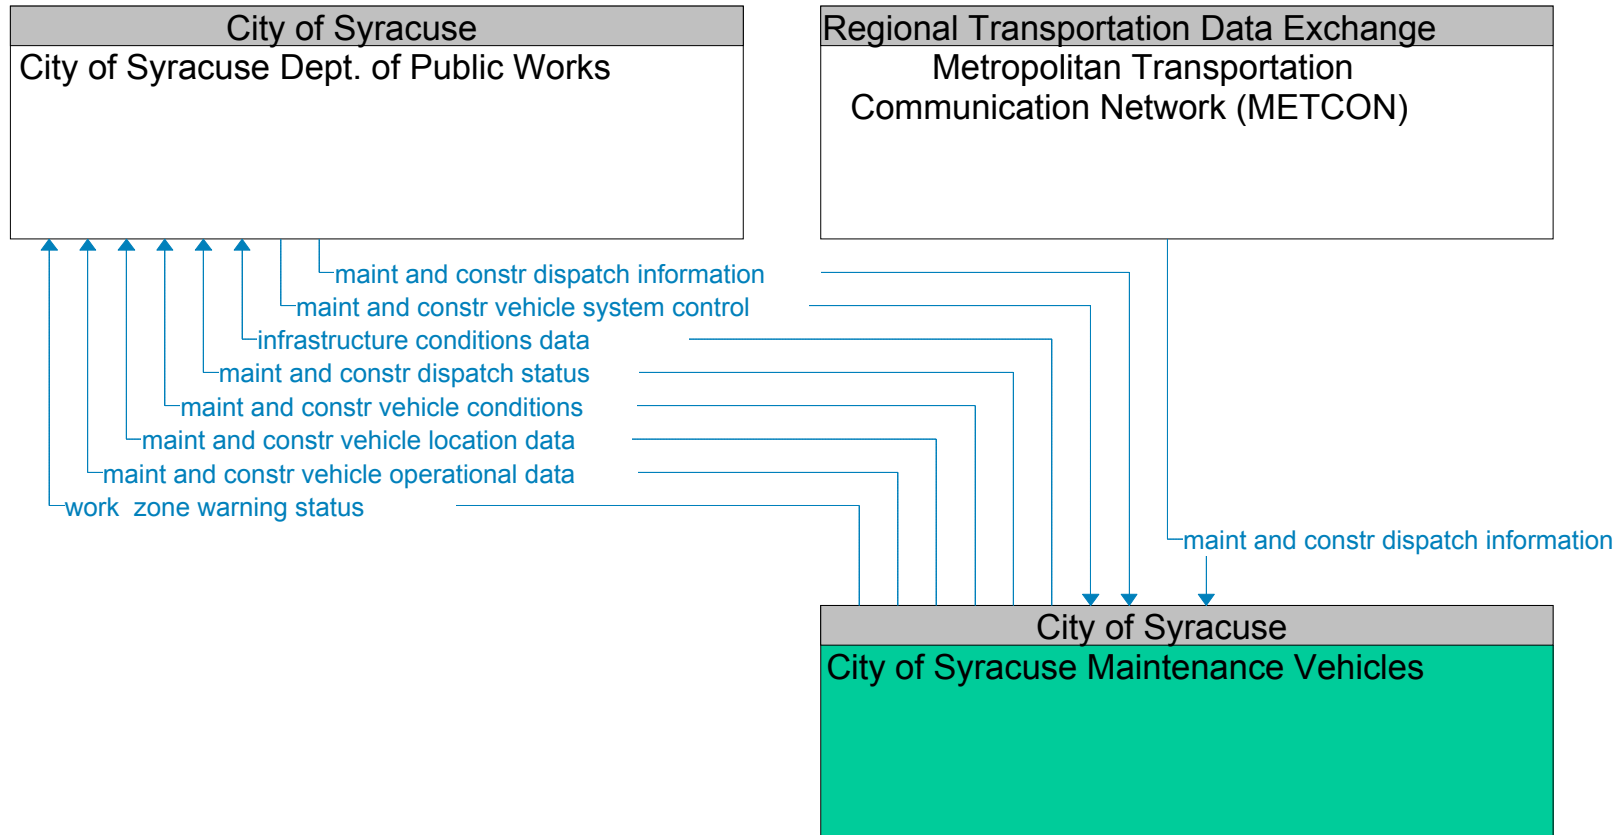 City of Syracuse
City of Syracuse Dept. of Public Works
Regional Transportation Data Exchange
Metropolitan Transportation
Communication Network (METCON)
maint and constr dispatch information
maint and constr vehicle system control
infrastructure conditions data
maint and constr dispatch status
maint and constr vehicle conditions
maint and constr vehicle location data
maint and constr vehicle operational data
work  zone warning status
maint and constr dispatch information
City of Syracuse
City of Syracuse Maintenance Vehicles